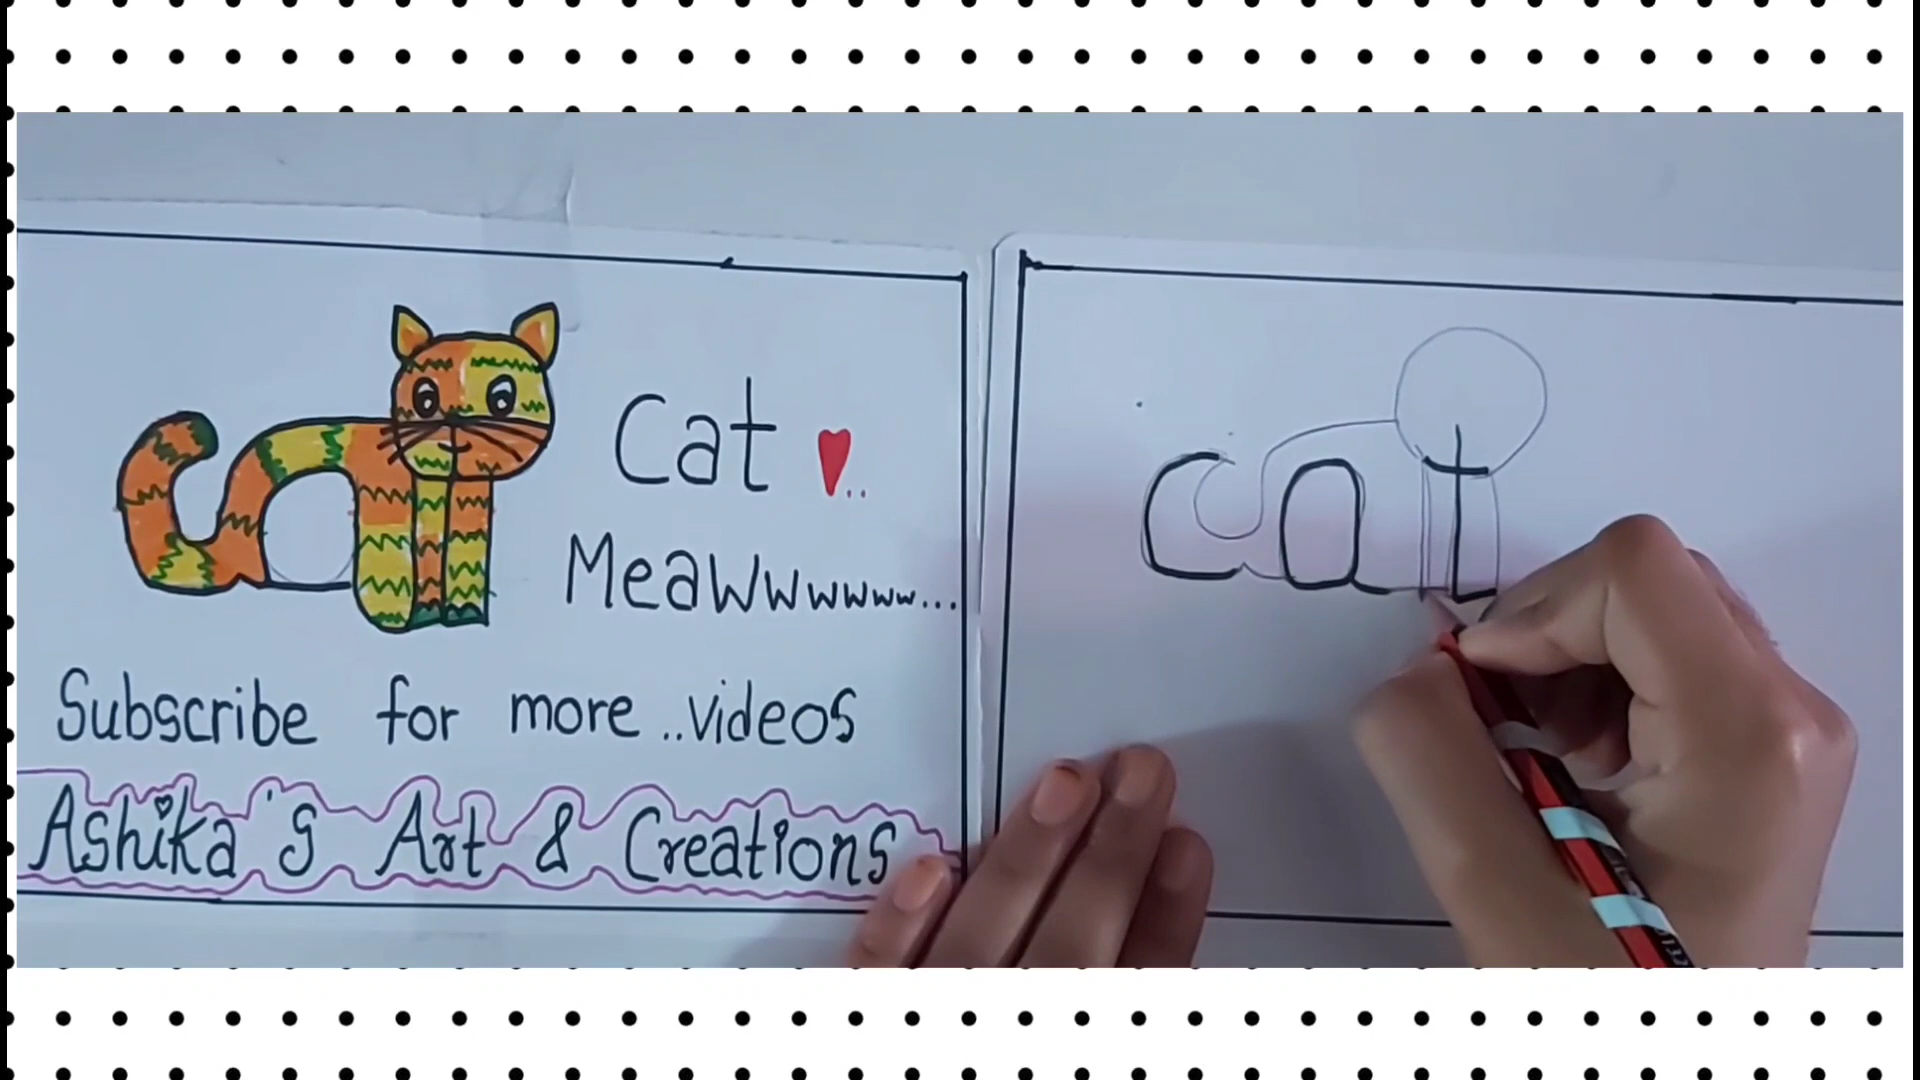 Cat
Meawwwwww...
Subscribe for more ..videos
Ashika's Art & Creations
cat